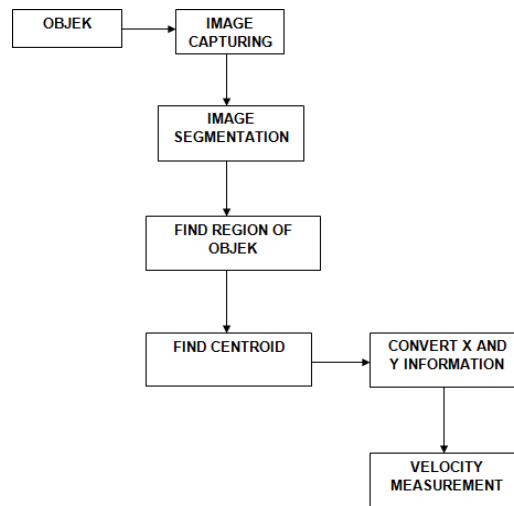 OBJEK
IMAGE
CAPTURING
IMAGE
SEGMENTATION
FIND REGION OF
OBJEK
FIND CENTROID
CONVERT X AND
Y INFORMATION
VELOCITY
MEASUREMENT